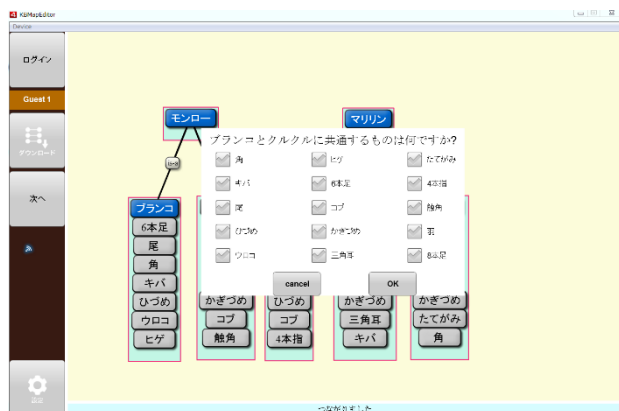 KBMapEditor
Device
ログイン
Guest 1
ダウンロード
次へ
設定
モンロー
マリリン
ブランコとクルクルに共通するものは何ですか?
角
ヒゲ
たてがみ
キバ
6本足
4本指
尾
コブ
触角
ひづめ
かぎづめ
羽
ウロコ
三角耳
8本足
cancel
OK
ブランコ
6本足
尾
角
キバ
ひづめ
ウロコ
ヒゲ
かぎづめ
コブ
触角
ひづめ
コブ
4本指
かぎづめ
三角耳
キバ
かぎづめ
たてがみ
角
つながりました